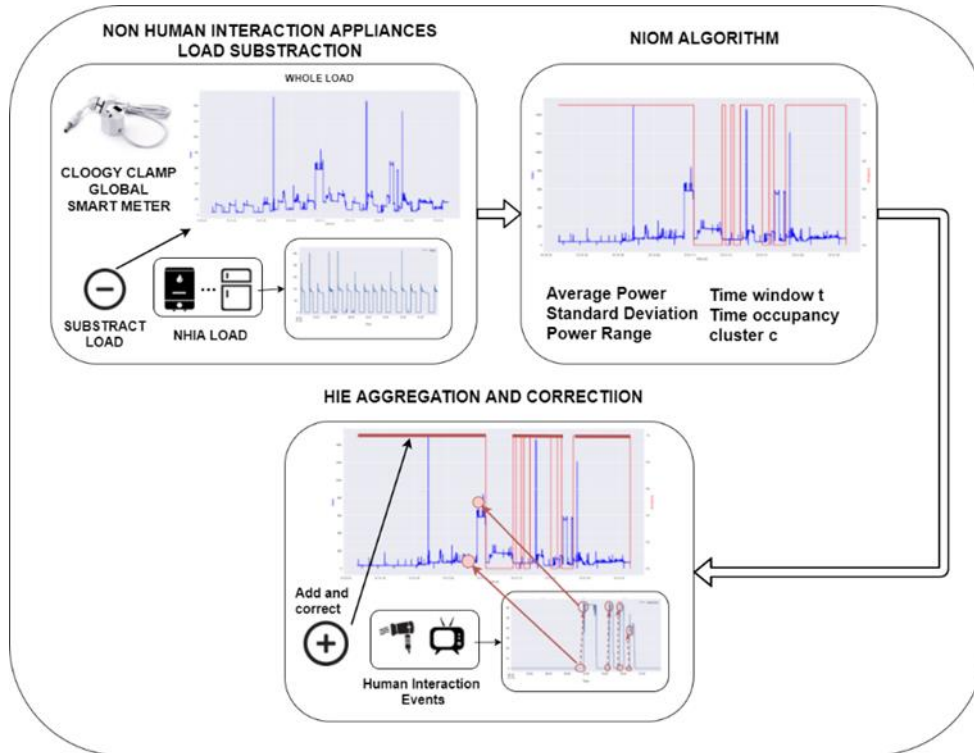 NON HUMAN INTERACTION APPLIANCES
LOAD SUBSTRACTION
WHOLE LOAD
CLOOGY CLAMP
GLOBAL
SMART METER
SUBSTRACT
LOAD
NHIA LOAD
NIOM ALGORITHM
Average Power
Standard Deviation
Power Range
Time window t
Time occupancy
cluster c
HIE AGGREGATION AND CORRECTIION
Add and
correct
Human Interaction
Events